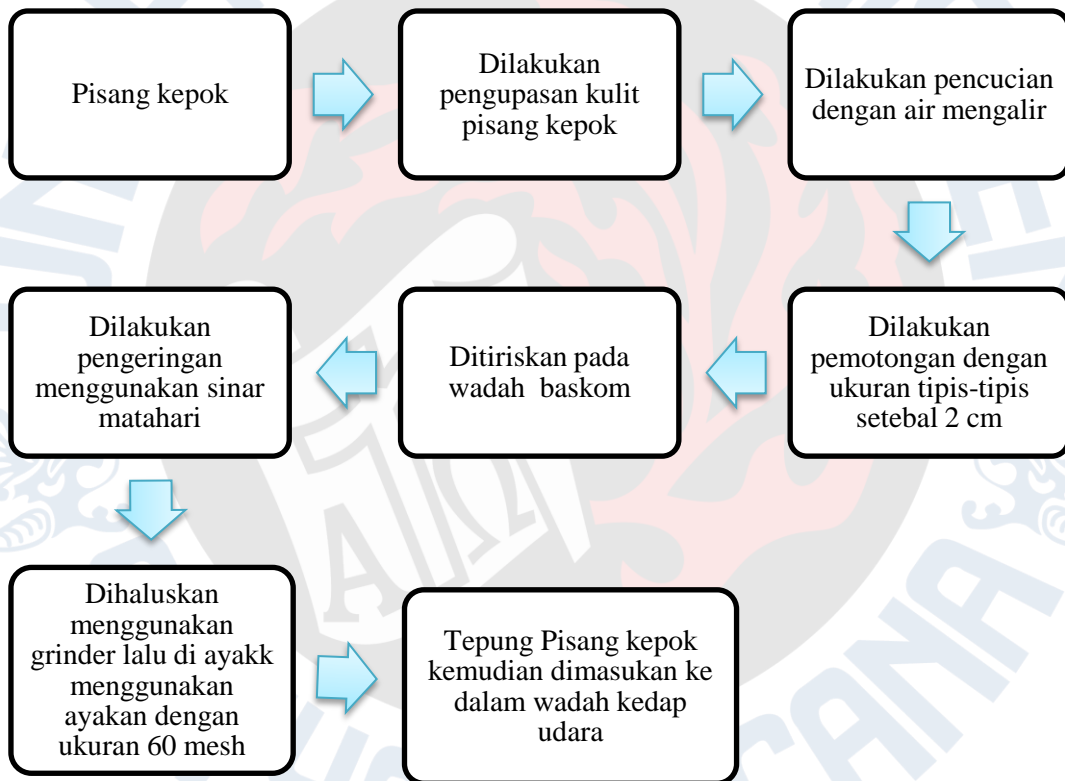 Pisang kepok
Dilakukan
pengupasan kulit
pisang kepok
Dilakukan pencucian
dengan air mengalir
Dilakukan
pemotongan dengan
ukuran tipis-tipis
setebal 2 cm
Ditiriskan pada
wadah baskom
Dilakukan
pengeringan
menggunakan sinar
matahari
Dihaluskan
menggunakan
grinder lalu di ayakk
menggunakan
ayakan dengan
ukuran 60 mesh
Tepung Pisang kepok
kemudian dimasukan ke
dalam wadah kedap
udara